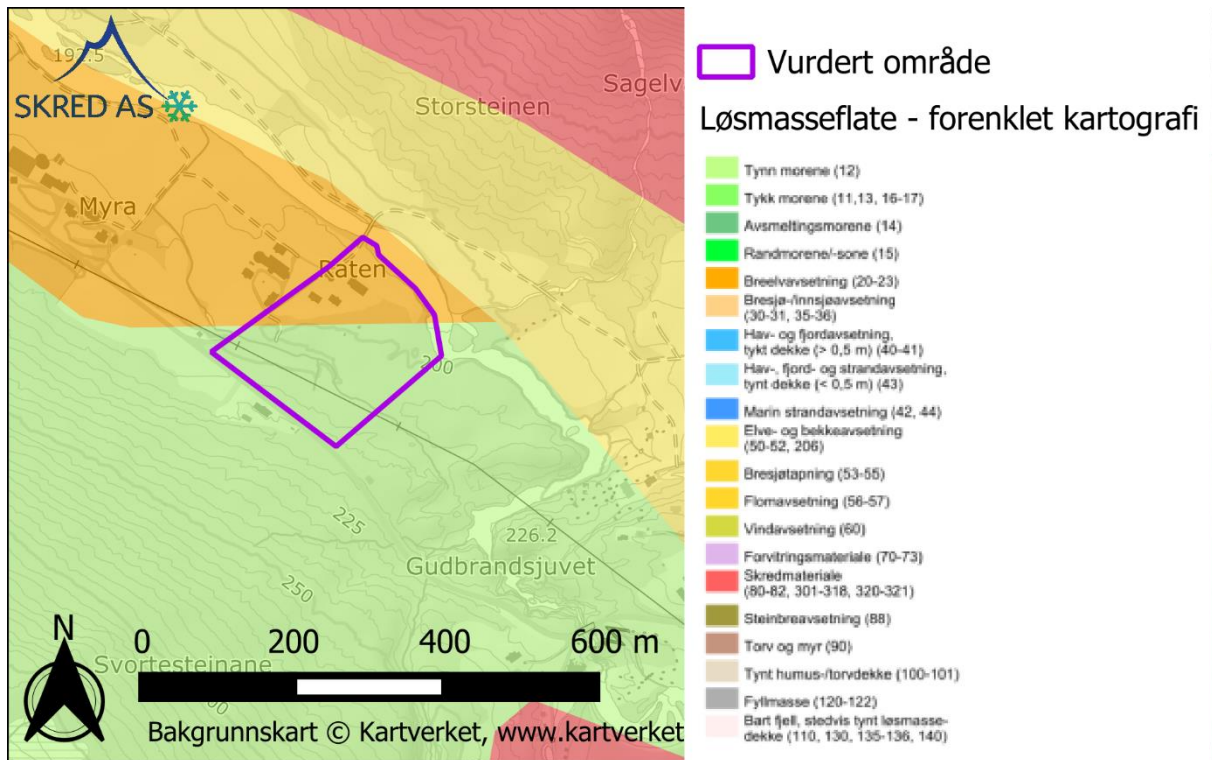 192.5
SKRED AS
Sagelv
Storsteinen
Myra
Raten
200
225
226.2
Gudbrandsjuvet
250
N
0 200 400 600 m
Svortesteinane
00
Bakgrunnskart © Kartverket, www.kartverket
Vurdert område
Løsmasseflate - forenklet kartografi
Tynn morene (12)
Tykk morene (11,13, 16-17)
Avsmeltingsmorene (14)
Randmorene/-sone (15)
Breelvavsetning (20-23)
Bresjø-/innsjøavsetning
(30-31, 35-36)
Hav- og fjordavsetning,
tykt dekke (> 0,5 m) (40-41)
Hav-, fjord- og strandavsetning,
tynt dekke (< 0,5 m) (43)
Marin strandavsetning (42, 44)
Elve- og bekkeavsetning
(50-52, 206)
Bresjøtapning (53-55)
Flomavsetning (56-57)
Vindavsetning (60)
Forvitringsmateriale (70-73)
Skredmateriale
(80-82, 301-318, 320-321)
Steinbreavsetning (88)
Torv og myr (90)
Tynt humus-/torvdekke (100-101)
Fyllmasse (120-122)
Bart fjell, stedvis tynt løsmasse-
dekke (110, 130, 135-136, 140)